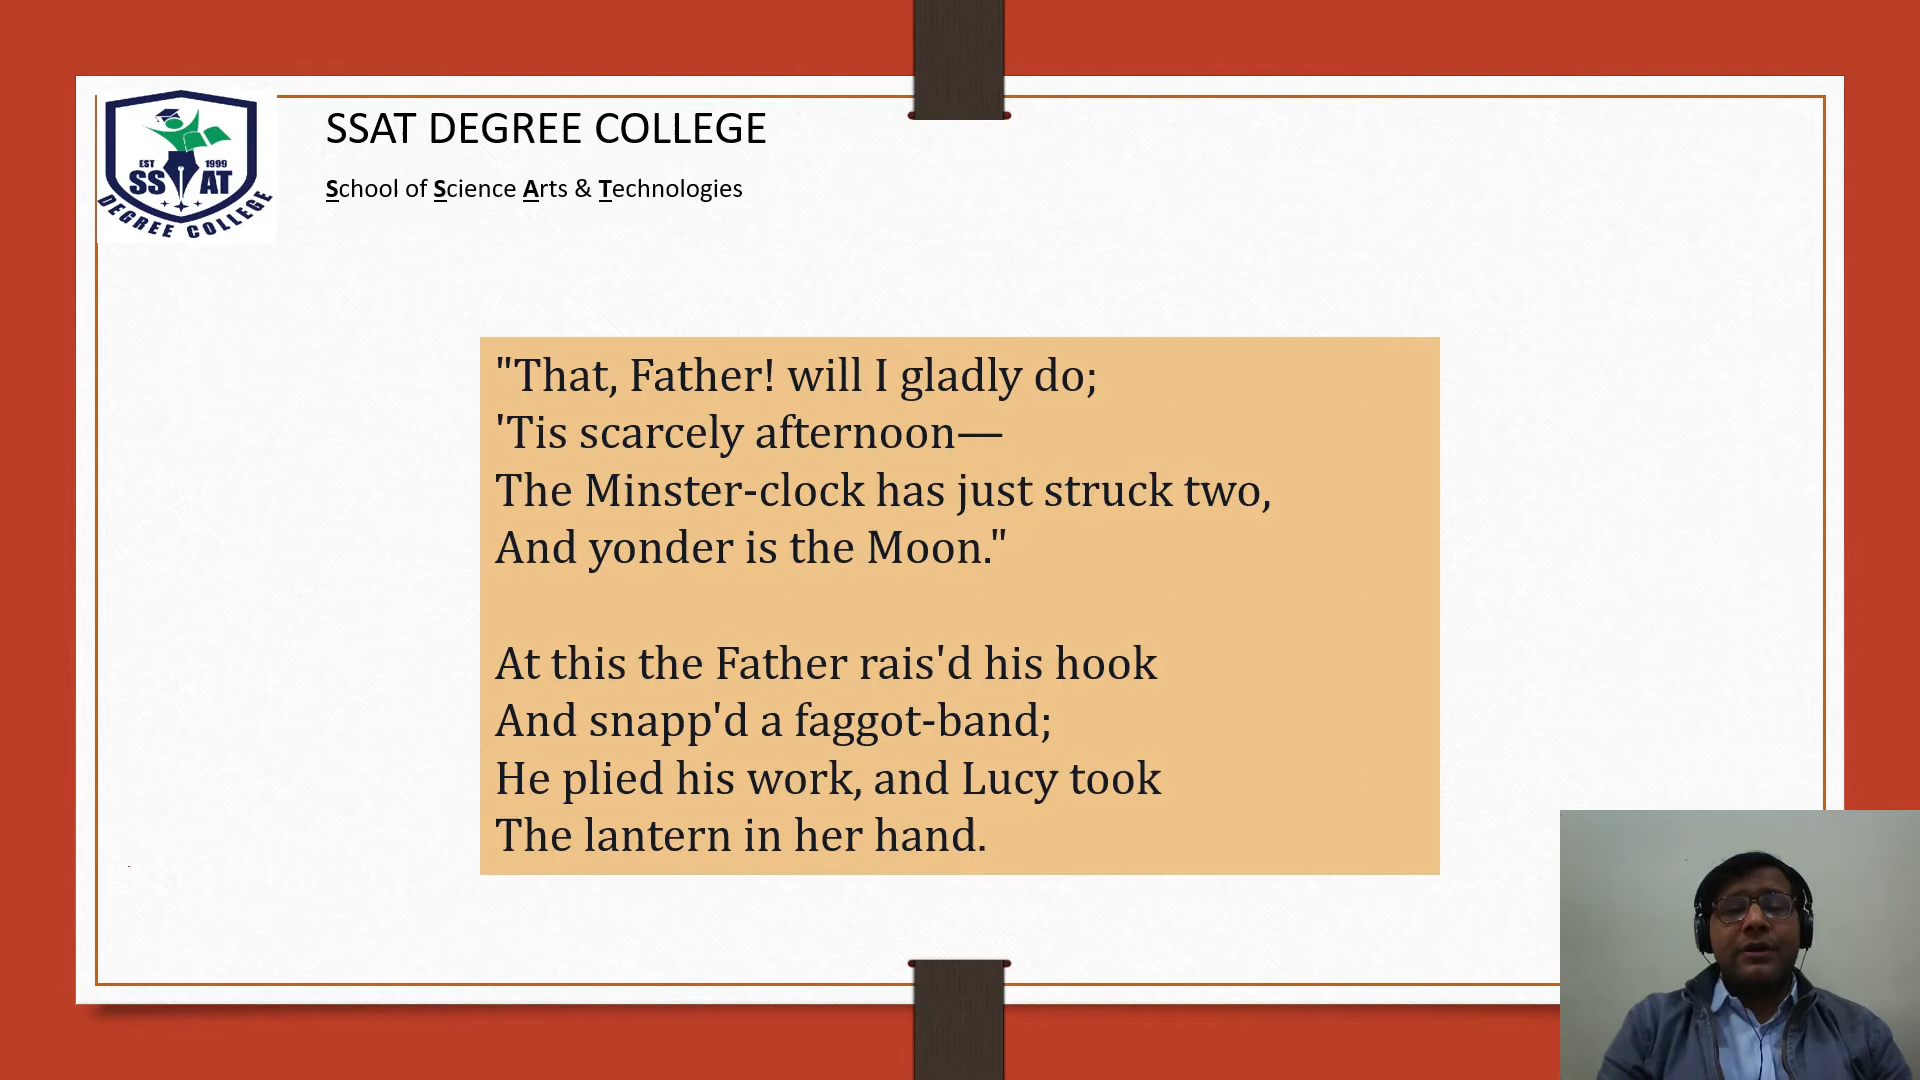 EST 1999
SS AT
DEGREE COLLEGE
SSAT DEGREE COLLEGE
School of Science Arts & Technologies
"That, Father! will I gladly do;
'Tis scarcely afternoon—
The Minster-clock has just struck two,
And yonder is the Moon."
At this the Father rais'd his hook
And snapp'd a faggot-band;
He plied his work, and Lucy took
The lantern in her hand.